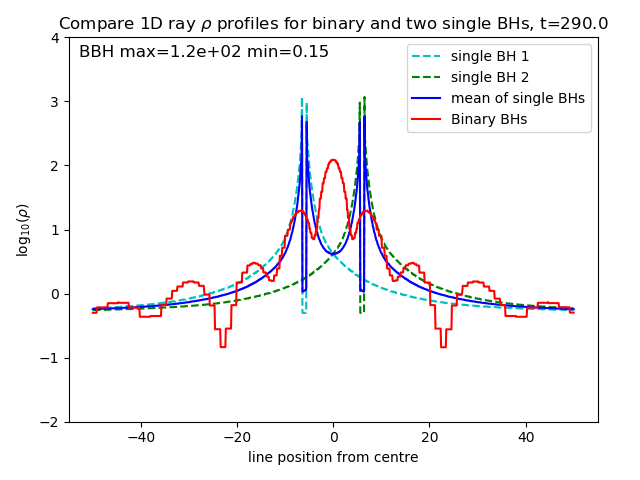 Compare 1D ray ρ profiles for binary and two single BHs, t=290.0
BBH max=1.2e+02 min=0.15
single BH 1
single BH 2
mean of single BHs
Binary BHs
log₁₀(ρ)
4
3
2
1
0
−1
−2
−40
−20
0
20
40
line position from centre